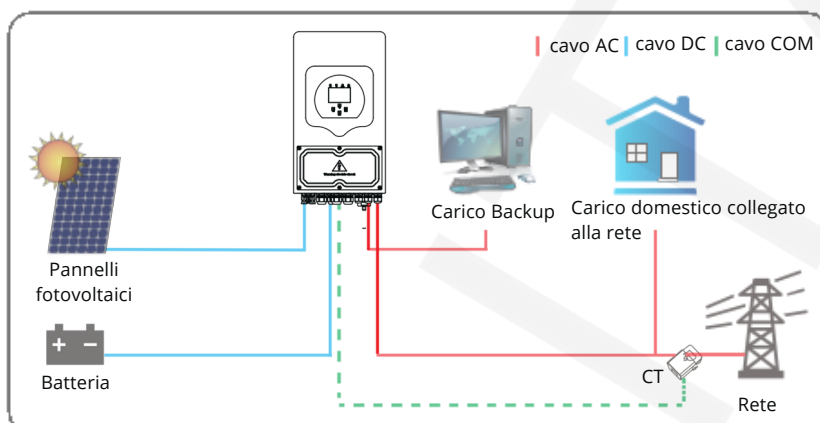 cavo AC cavo DC cavo COM
Carico Backup
Carico domestico collegato
alla rete
Pannelli
fotovoltaici
Batteria
CT
Rete